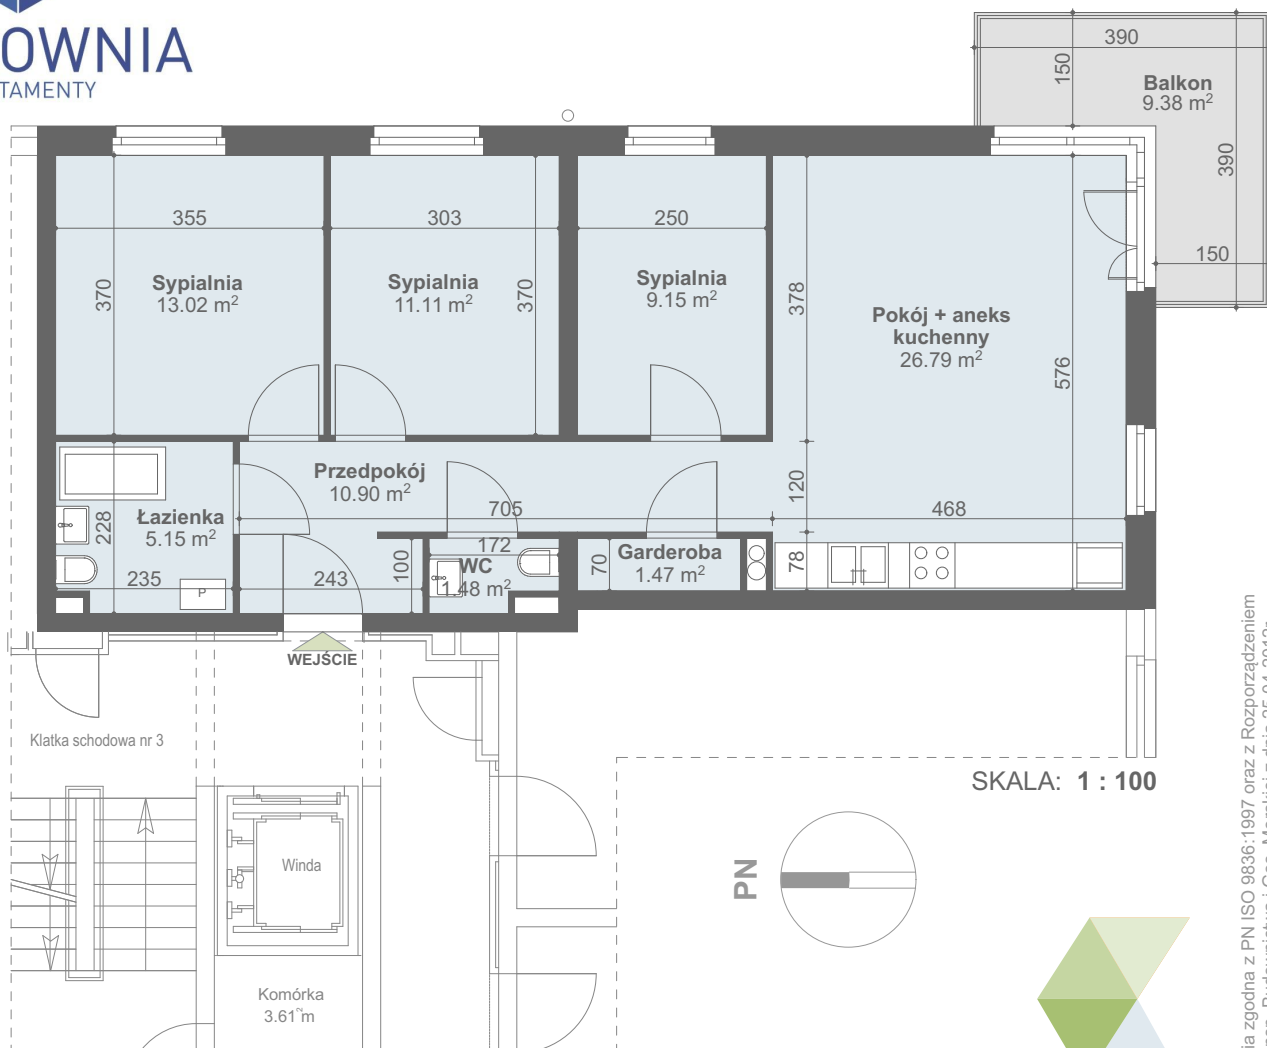 OWNIA
TAMENTY
390
150
Balkon
9.38 m²
390
150
355
303
250
370
Sypialnia
13.02 m²
Sypialnia
11.11 m²
370
Sypialnia
9.15 m²
378
Pokój + aneks
kuchenny
26.79 m²
576
Przedpokój
10.90 m²
705
120
468
228
Łazienka
5.15 m²
235
P
243
100
172
WC
1.48 m²
70
Garderoba
1.47 m²
78
WEJŚCIE
Klatka schodowa nr 3
SKALA: 1 : 100
Winda
PN
Komórka
3.61 m²
ia zgodna z PN ISO 9836:1997 oraz z Rozporządzeniem